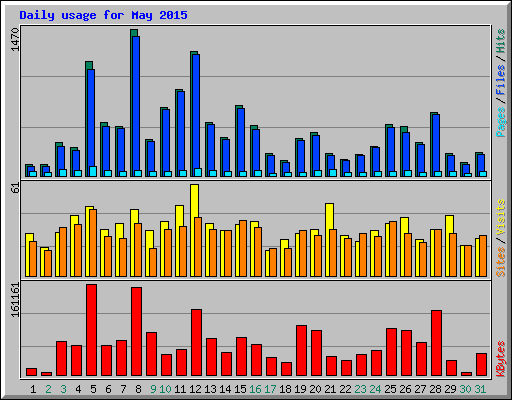 Daily usage for May 2015
1470
Pages / Files / Hits
61
Sites / Visits
161161
KBytes
1 2 3 4 5 6 7 8 9 10 11 12 13 14 15 16 17 18 19 20 21 22 23 24 25 26 27 28 29 30 31